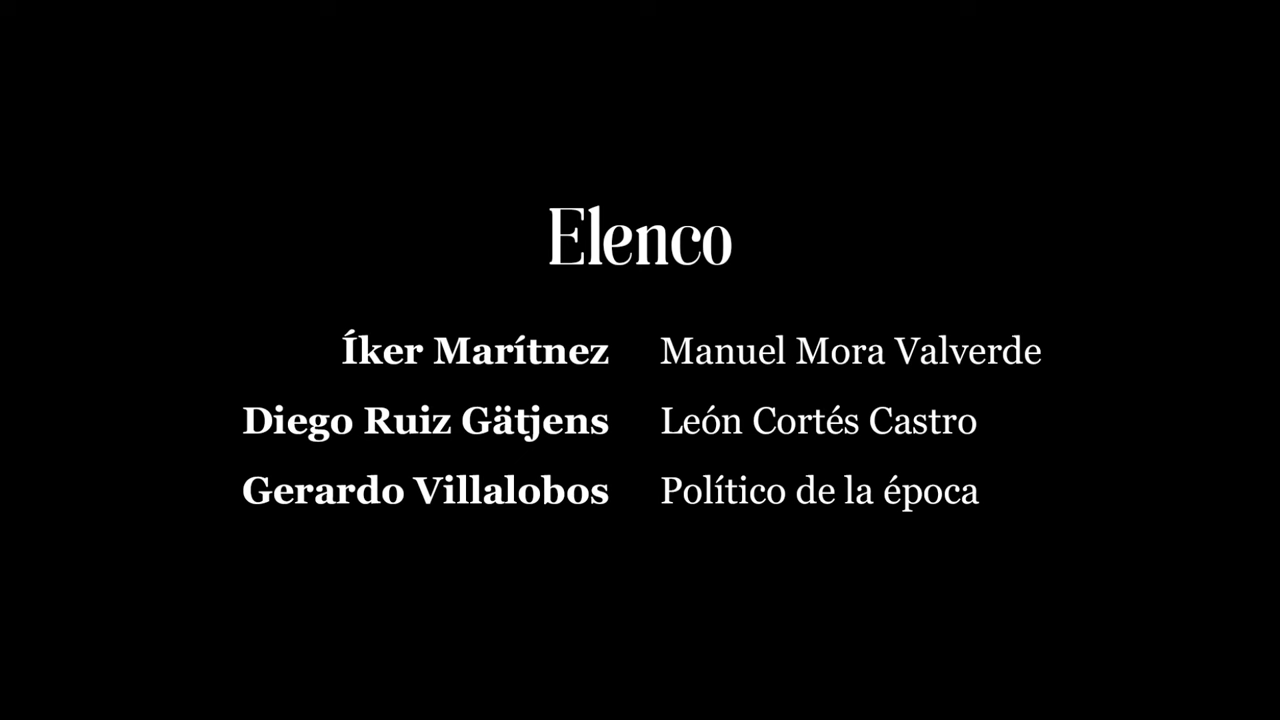 Elenco
Íker Marítnez Manuel Mora Valverde
Diego Ruiz Gätjens León Cortés Castro
Gerardo Villalobos Político de la época